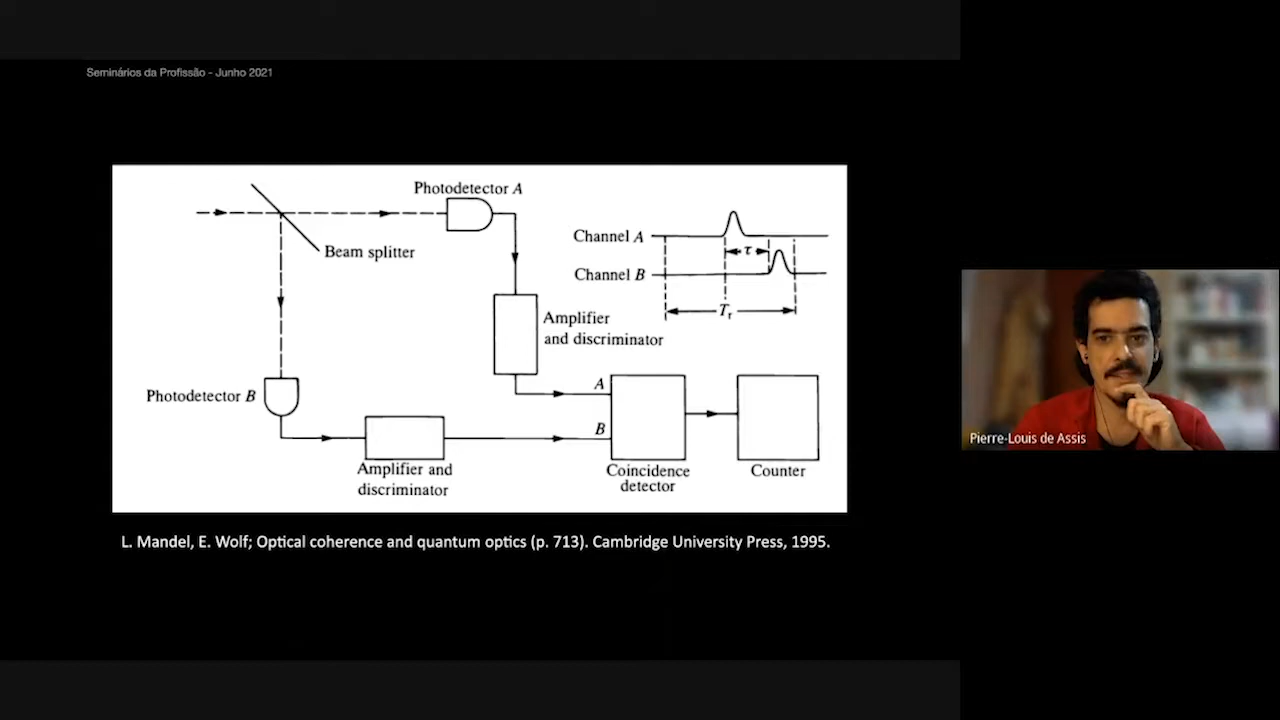 Seminários da Profissão - Junho 2021
Photodetector A
Beam splitter
Channel A
τ
Channel B
Tr
Amplifier
and discriminator
A
Photodetector B
B
Amplifier and
discriminator
Coincidence
detector
Counter
Pierre-Louis de Assis
L. Mandel, E. Wolf; Optical coherence and quantum optics (p. 713). Cambridge University Press, 1995.